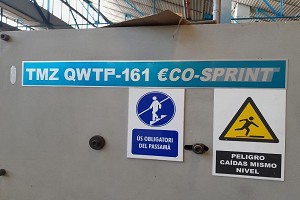 TMZ QWTF-161 €CO-SPRINT
ÚS OBLIGATORI
DEL PASSAMÀ
PELIGRO
CAÍDAS MISMO
NIVEL